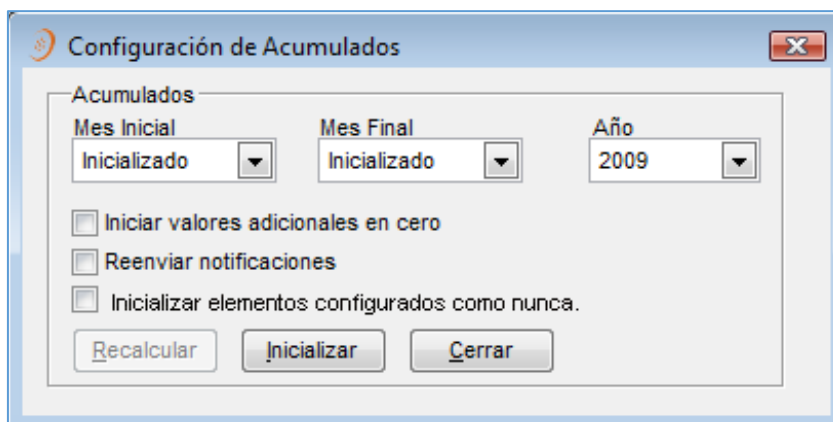 Configuración de Acumulados
Acumulados
Mes Inicial Mes Final Año
Inicializado Inicializado 2009
Iniciar valores adicionales en cero
Reenviar notificaciones
Inicializar elementos configurados como nunca.
Recalcular Inicializar Cerrar